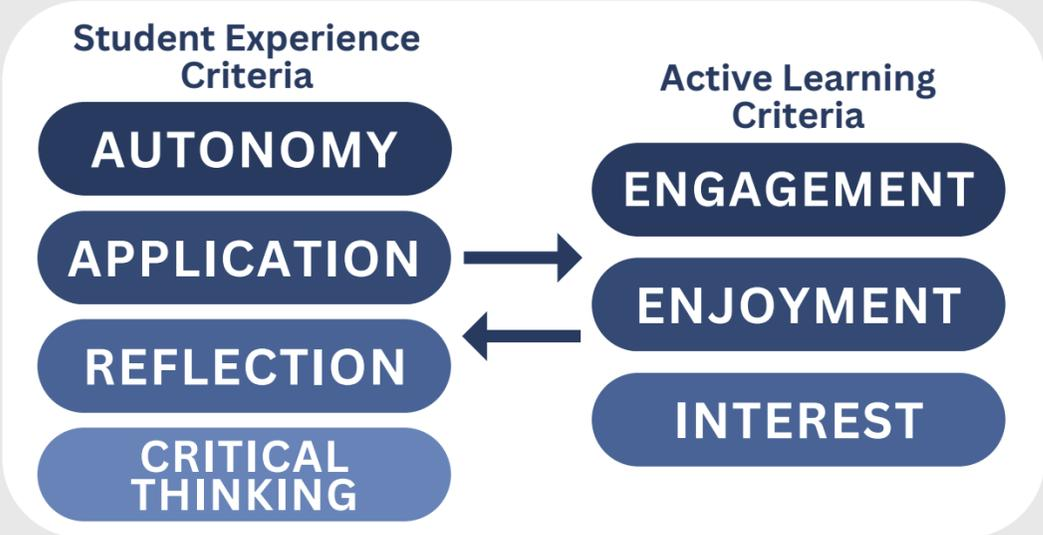 Student Experience
Criteria
AUTONOMY
APPLICATION
REFLECTION
CRITICAL
THINKING
Active Learning
Criteria
ENGAGEMENT
ENJOYMENT
INTEREST